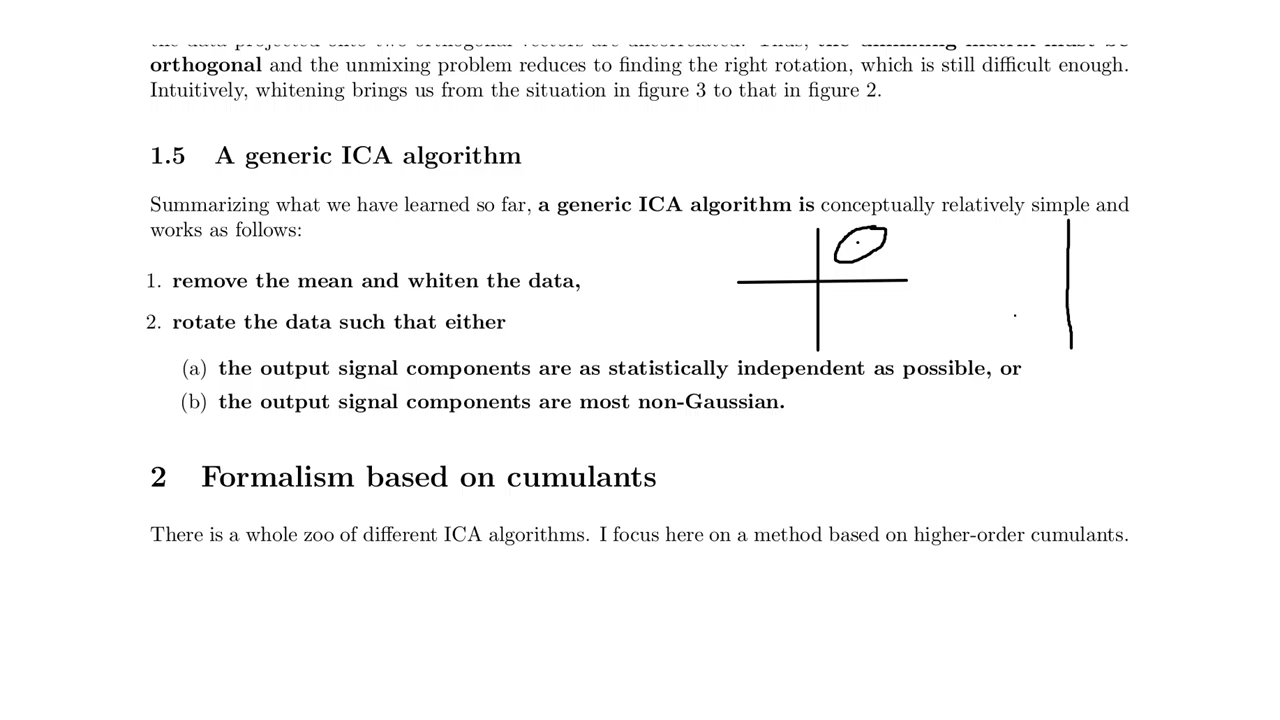 orthogonal and the unmixing problem reduces to finding the right rotation, which is still difficult enough.
Intuitively, whitening brings us from the situation in figure 3 to that in figure 2.
1.5 A generic ICA algorithm
Summarizing what we have learned so far, a generic ICA algorithm is conceptually relatively simple and
works as follows:
1. remove the mean and whiten the data,
2. rotate the data such that either
(a) the output signal components are as statistically independent as possible, or
(b) the output signal components are most non-Gaussian.
2 Formalism based on cumulants
There is a whole zoo of different ICA algorithms. I focus here on a method based on higher-order cumulants.